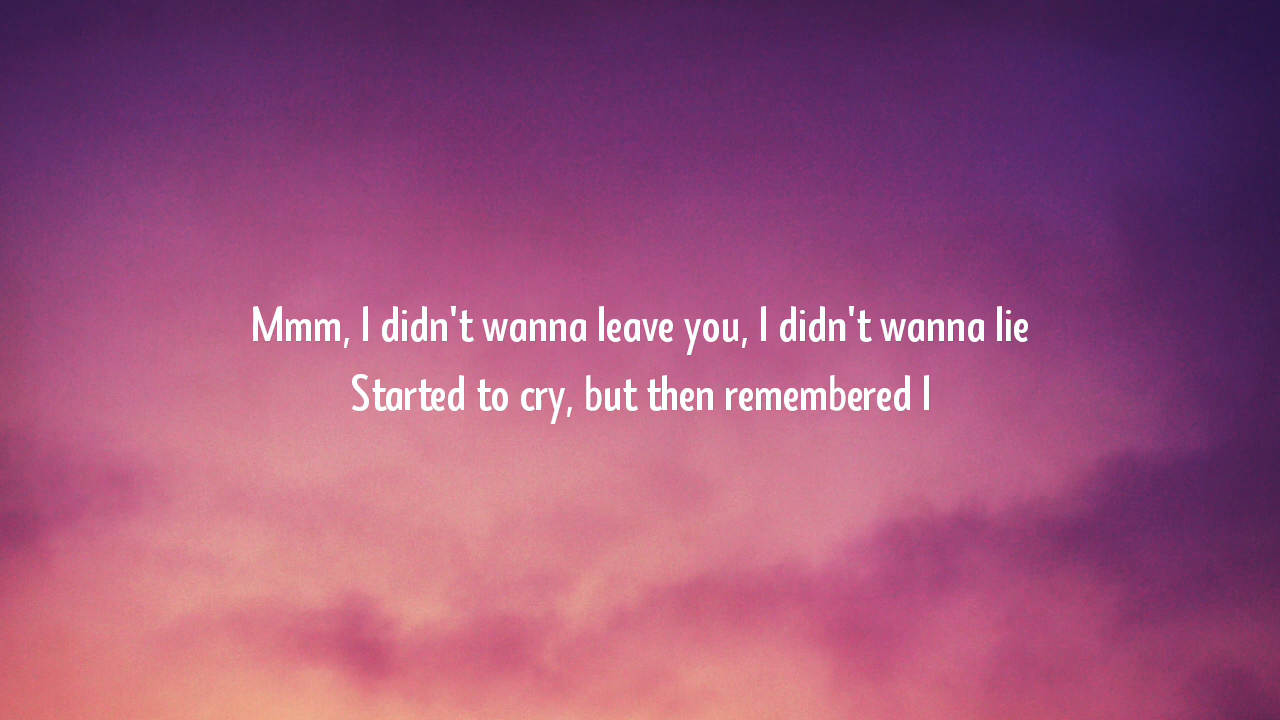 Mmm, I didn't wanna leave you, I didn't wanna lie
Started to cry, but then remembered I